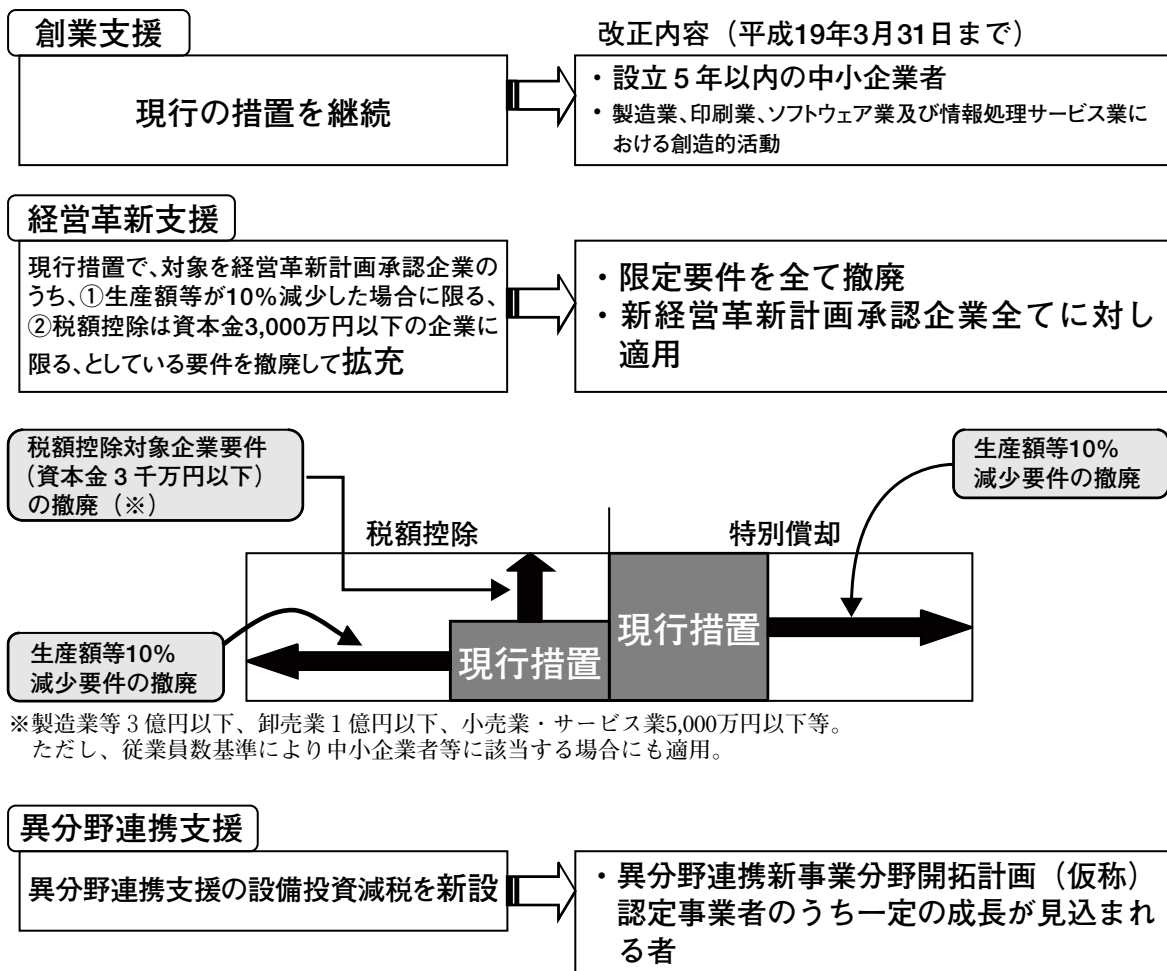 創業支援
改正内容（平成19年3月31日まで）
現行の措置を継続
・設立５年以内の中小企業者
・製造業、印刷業、ソフトウェア業及び情報処理サービス業に
おける創造的活動
経営革新支援
現行措置で、対象を経営革新計画承認企業の
うち、①生産額等が10%減少した場合に限る、
②税額控除は資本金3,000万円以下の企業に
限る、としている要件を撤廃して拡充
・限定要件を全て撤廃
・新経営革新計画承認企業全てに対し
適用
税額控除対象企業要件
（資本金３千万円以下）
の撤廃（※）
生産額等10%
減少要件の撤廃
税額控除
特別償却
現行措置
現行措置
生産額等10%
減少要件の撤廃
※製造業等３億円以下、卸売業１億円以下、小売業・サービス業5,000万円以下等。
ただし、従業員数基準により中小企業者等に該当する場合にも適用。
異分野連携支援
異分野連携支援の設備投資減税を新設
・異分野連携新事業分野開拓計画（仮称）
認定事業者のうち一定の成長が見込まれ
る者